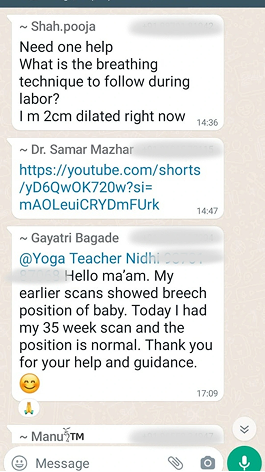 ~ Shah.pooja
Need one help
What is the breathing
technique to follow during
labor?
I m 2cm dilated right now
14:36
~ Dr. Samar Mazhar
https://youtube.com/shorts
/yD6QwOK720w?si=
mAOLeuiCRYDmFUrk
14:47
~ Gayatri Bagade
@Yoga Teacher Nidhi
Hello ma'am. My
earlier scans showed breech
position of baby. Today I had
my 35 week scan and the
position is normal. Thank you
for your help and guidance.
😊
17:09
🙏
~ Manu
Message